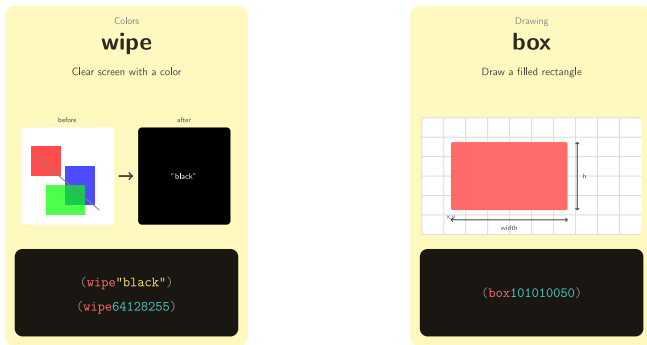 Colors
wipe
Clear screen with a color
before
after
"black"
(wipe"black")
(wipe64128255)
Drawing
box
Draw a filled rectangle
h
x,y
width
(box101010050)